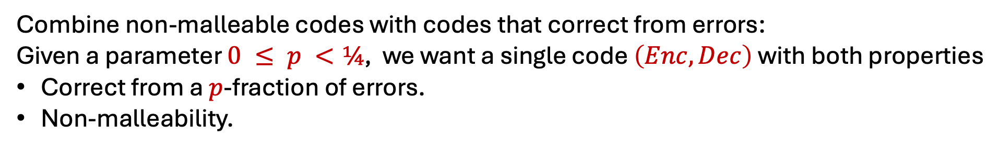 Combine non-malleable codes with codes that correct from errors:
Given a parameter 0 ≤ p < ¼, we want a single code (Enc, Dec) with both properties
• Correct from a p-fraction of errors.
• Non-malleability.